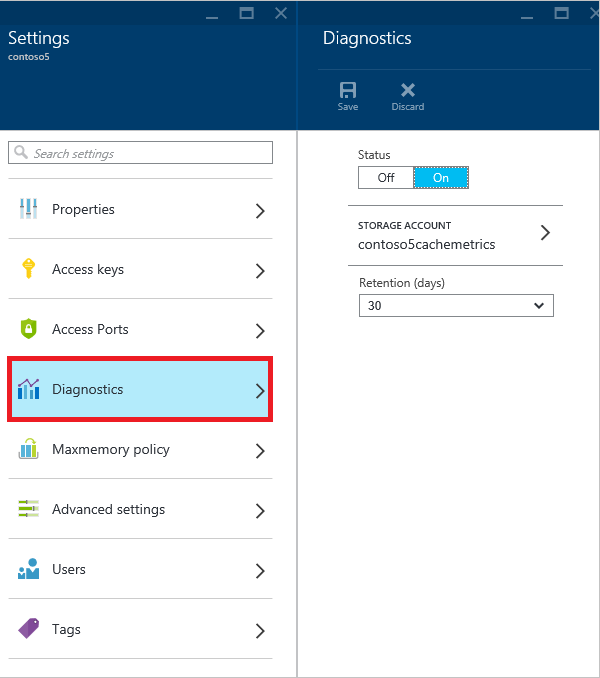 Settings
contoso5
Search settings
Properties
Access keys
Access Ports
Diagnostics
Maxmemory policy
Advanced settings
Users
Tags
Diagnostics
Save
Discard
Status
Off
On
STORAGE ACCOUNT
contoso5cachemetrics
Retention (days)
30